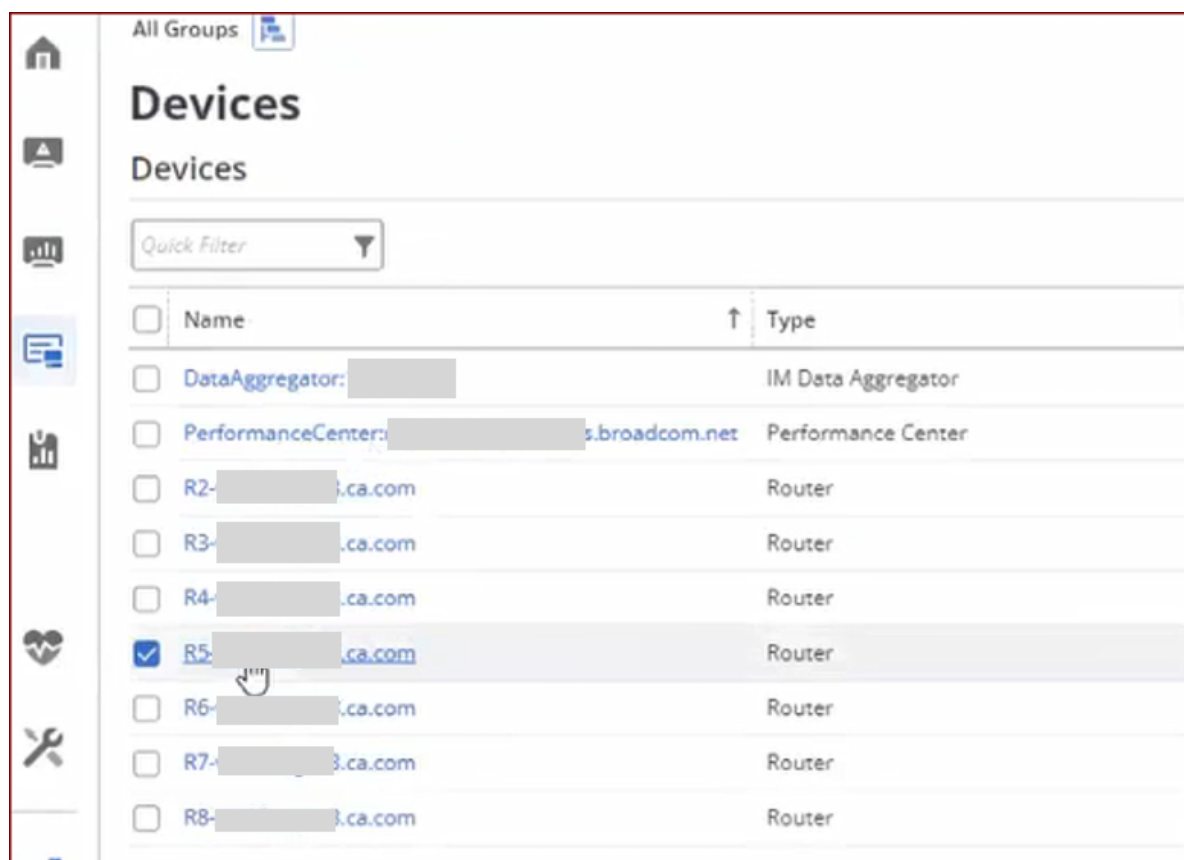 All Groups
Devices
Devices
Quick Filter
Name ↑ Type
DataAggregator: IM Data Aggregator
PerformanceCenter: s.broadcom.net Performance Center
R2- .ca.com Router
R3- .ca.com Router
R4- .ca.com Router
R5- .ca.com Router
R6- .ca.com Router
R7- 3.ca.com Router
R8- 3.ca.com Router